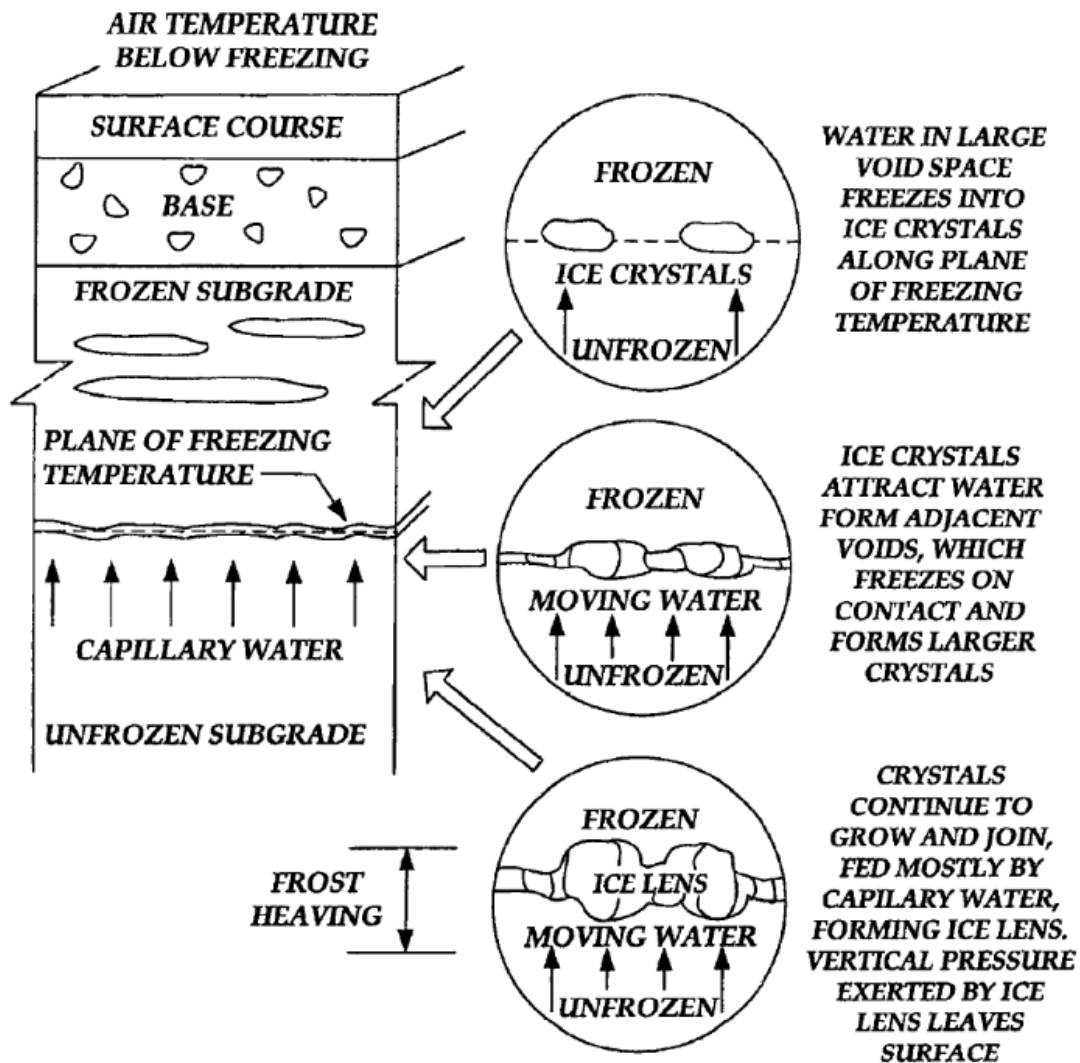 AIR TEMPERATURE
BELOW FREEZING
SURFACE COURSE
BASE
FROZEN SUBGRADE
PLANE OF FREEZING
TEMPERATURE
CAPILLARY WATER
UNFROZEN SUBGRADE
FROZEN
ICE CRYSTALS
UNFROZEN
WATER IN LARGE
VOID SPACE
FREEZES INTO
ICE CRYSTALS
ALONG PLANE
OF FREEZING
TEMPERATURE
FROZEN
MOVING WATER
UNFROZEN
ICE CRYSTALS
ATTRACT WATER
FORM ADJACENT
VOIDS, WHICH
FREEZES ON
CONTACT AND
FORMS LARGER
CRYSTALS
FROST
HEAVING
FROZEN
ICE LENS
MOVING WATER
UNFROZEN
CRYSTALS
CONTINUE TO
GROW AND JOIN,
FED MOSTLY BY
CAPILARY WATER,
FORMING ICE LENS.
VERTICAL PRESSURE
EXERTED BY ICE
LENS LEAVES
SURFACE